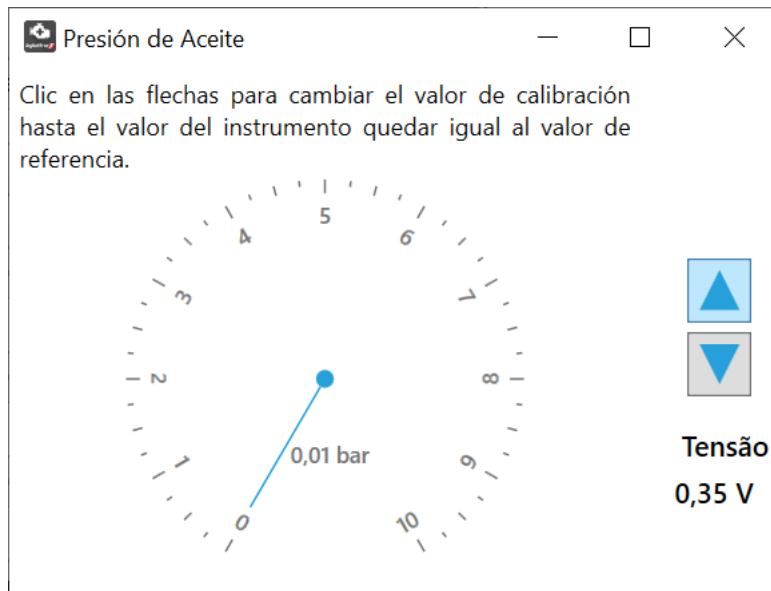 Presión de Aceite
Clic en las flechas para cambiar el valor de calibración
hasta el valor del instrumento quedar igual al valor de
referencia.
5
4
6
3
7
2
8
0,01 bar
1
9
0
10
Tensão
0,35 V